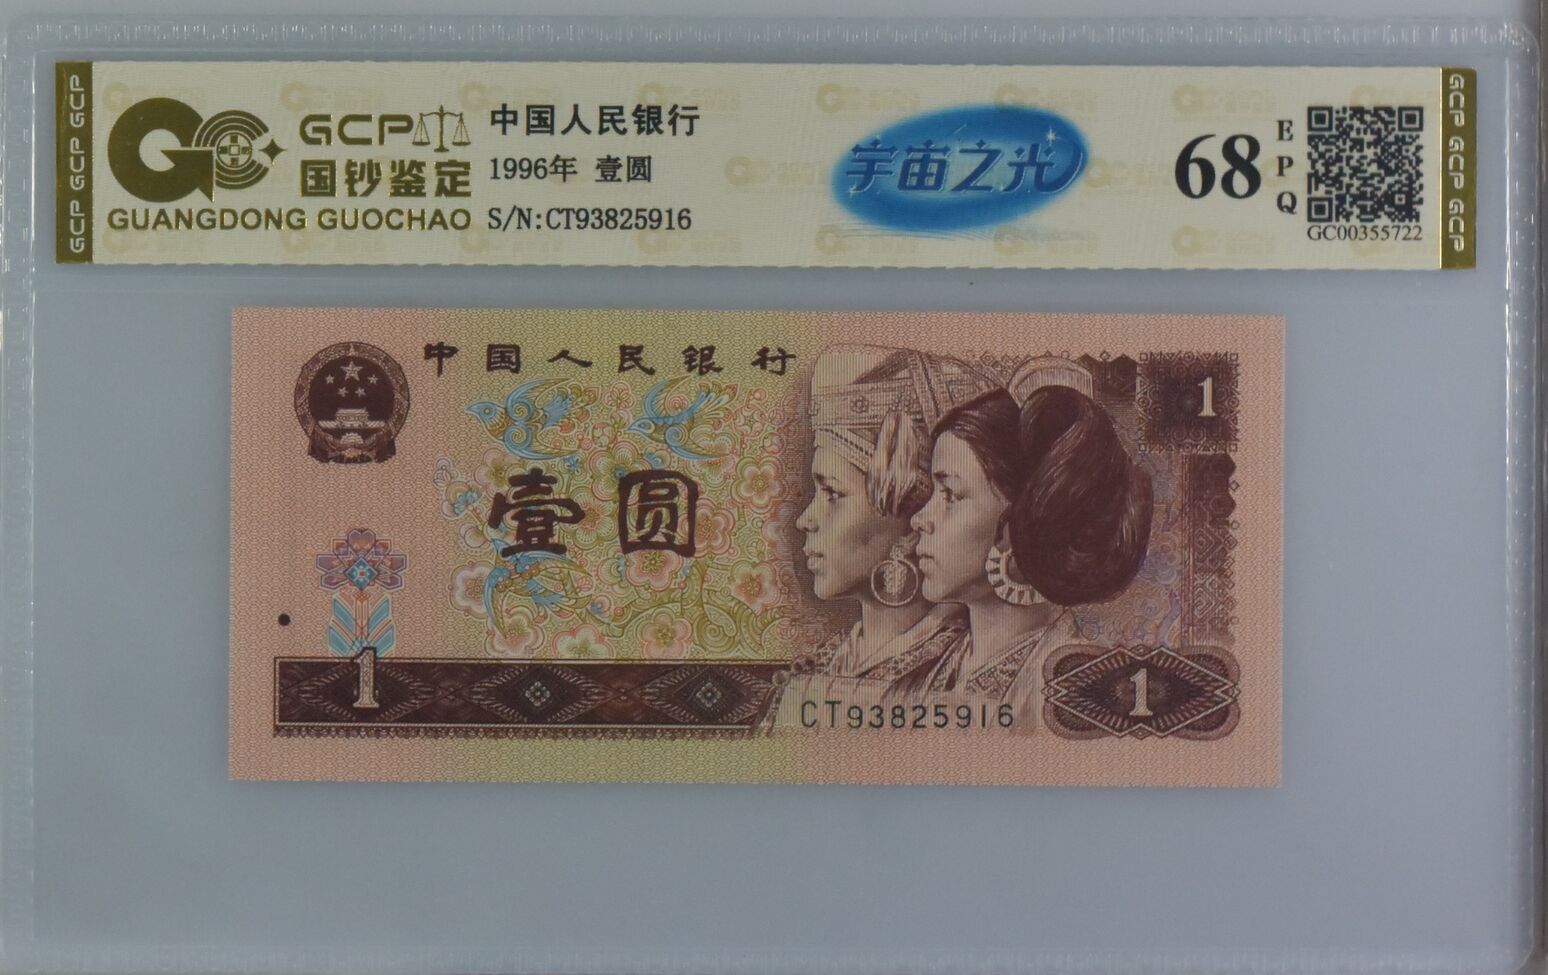 GCP GCP GCP
GCP
国钞鉴定
GUANGDONG GUOCHAO
中国人民银行
1996年 壹圆
S/N:CT93825916
宇宙之光
68
EPQ
GC00355722
GCP GCP GCP
中国人民银行
1
壹圆
1
CT93825916
1